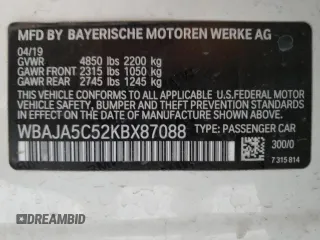 MFD BY BAYERISCHE MOTOREN WERKE AG
04/19
GVWR 4850 lbs 2200 kg
GAWR FRONT 2315 lbs 1050 kg
GAWR REAR 2745 lbs 1245 kg
THIS VEHICLE CONFORMS TO ALL APPLICABLE
U.S.FEDERAL MOTOR VEHICLE SAFETY, BUMPER AND THEFT
PREVENTION STANDARDS IN EFFECT ON THE
DATE OF MANUFACTURE SHOWN ABOVE.
WBAJA5C52KBX87088 TYPE: PASSENGER CAR
300/0
7 315 814
DREAMBID